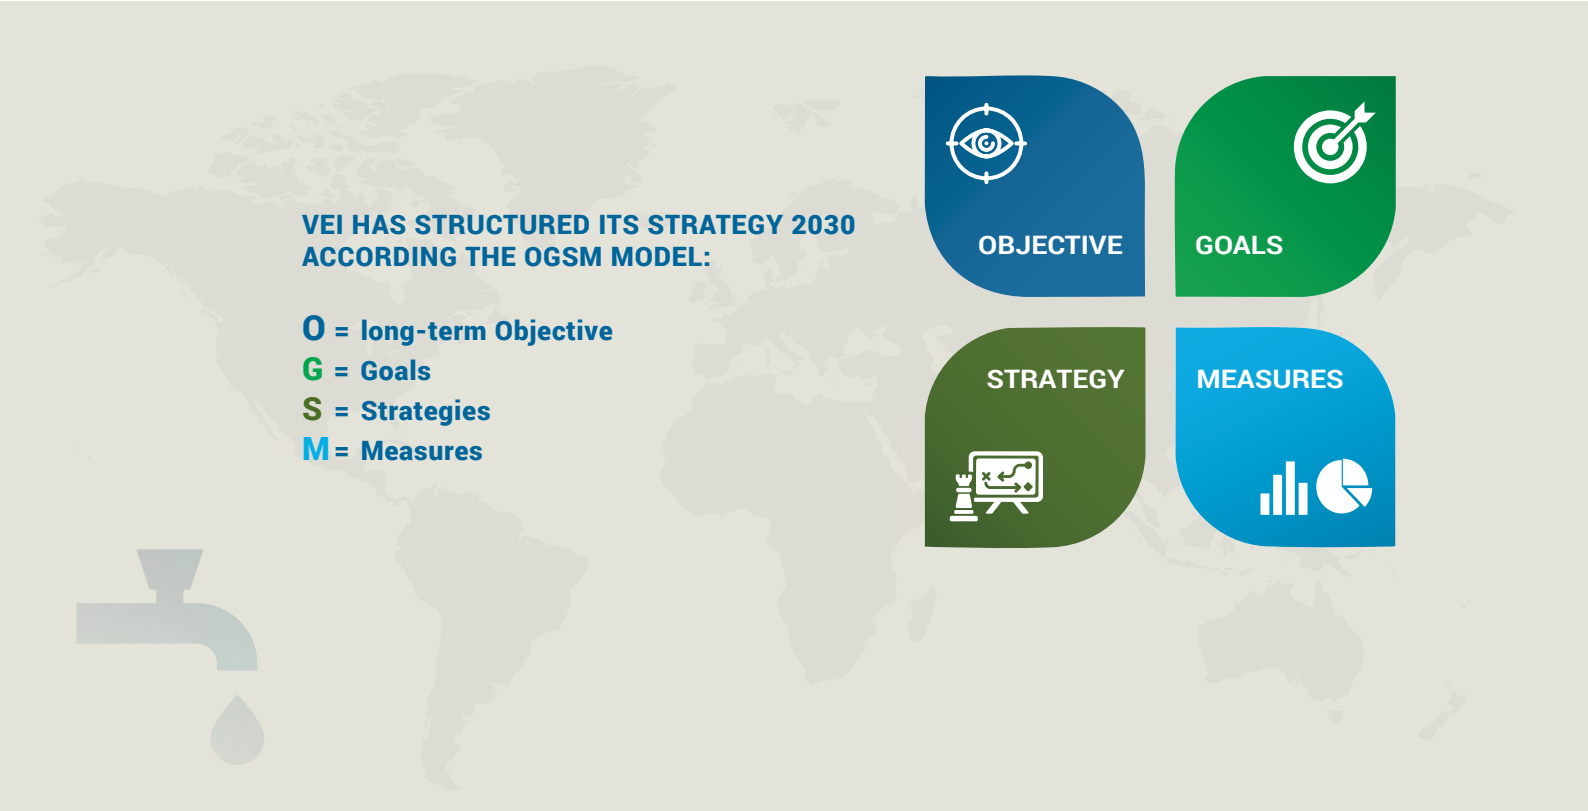 VEI HAS STRUCTURED ITS STRATEGY 2030
ACCORDING THE OGSM MODEL:
O = long-term Objective
G = Goals
S = Strategies
M = Measures
OBJECTIVE
GOALS
STRATEGY
MEASURES